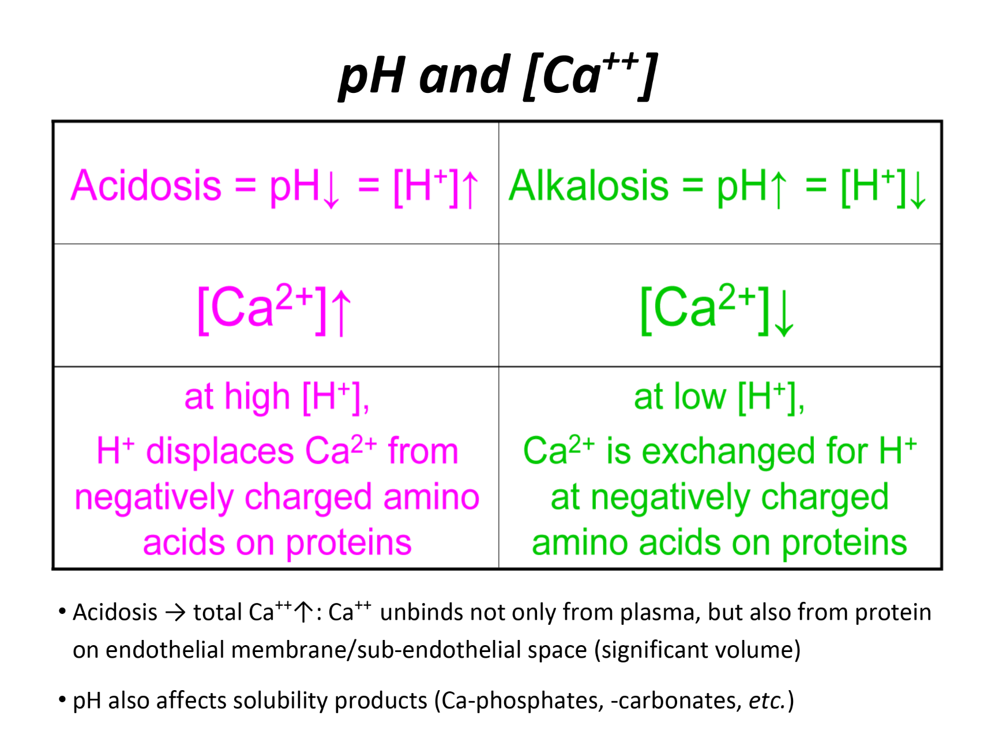 pH and [Ca⁺⁺]
Acidosis = pH↓ = [H⁺]↑
Alkalosis = pH↑ = [H⁺]↓
[Ca²⁺]↑
[Ca²⁺]↓
at high [H⁺],
H⁺ displaces Ca²⁺ from
negatively charged amino
acids on proteins
at low [H⁺],
Ca²⁺ is exchanged for H⁺
at negatively charged
amino acids on proteins
• Acidosis → total Ca⁺⁺↑: Ca⁺⁺ unbinds not only from plasma, but also from protein
on endothelial membrane/sub-endothelial space (significant volume)
• pH also affects solubility products (Ca-phosphates, -carbonates, etc.)